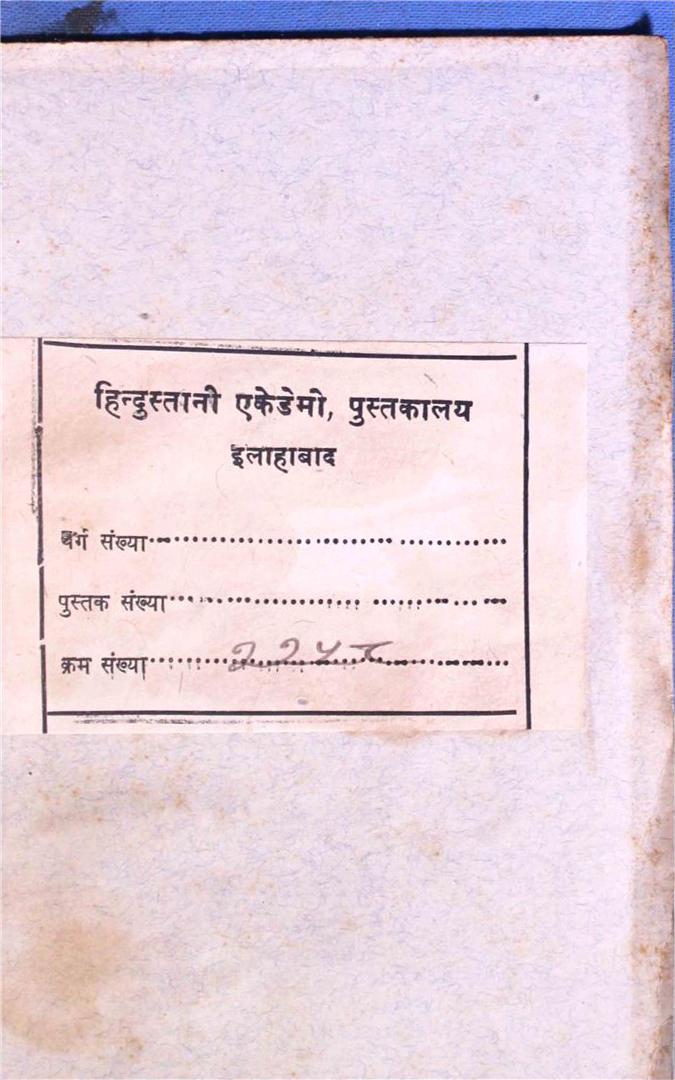 हिन्दुस्तानी एकेडेमी, पुस्तकालय
इलाहाबाद
वर्ग संख्या
पुस्तक संख्या
क्रम संख्या